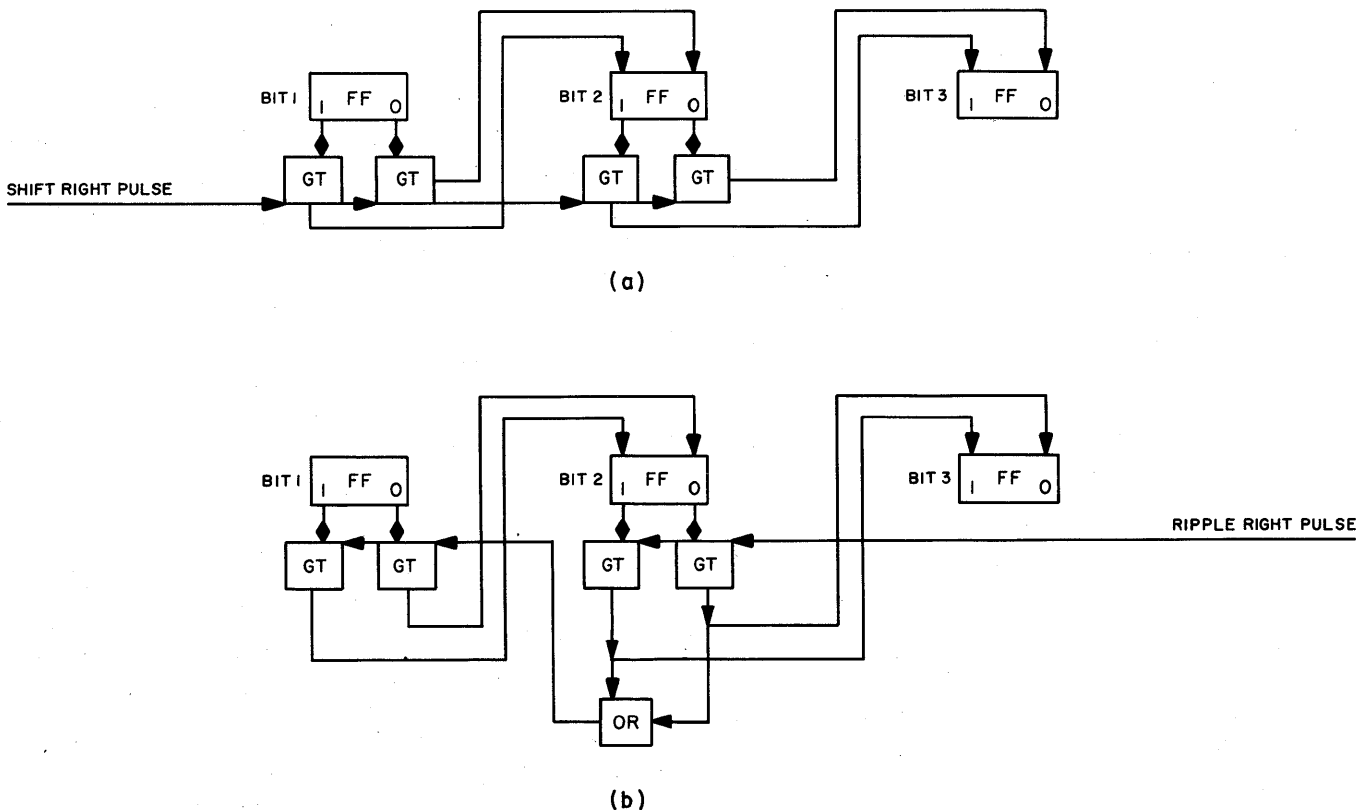 BIT 1 1 FF 0
BIT 2 1 FF 0
BIT 3 1 FF 0
GT GT GT GT
SHIFT RIGHT PULSE
(a)
BIT 1 1 FF 0
BIT 2 1 FF 0
BIT 3 1 FF 0
RIPPLE RIGHT PULSE
GT GT GT GT
OR
(b)